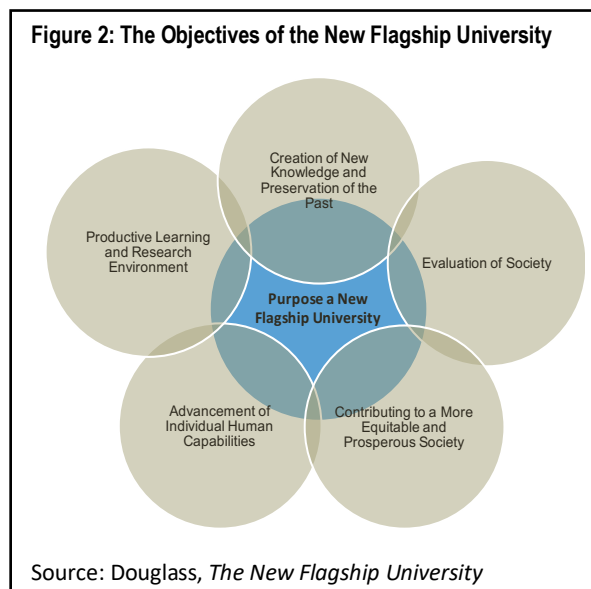 Figure 2: The Objectives of the New Flagship University
Creation of New
Knowledge and
Preservation of the
Past
Productive Learning
and Research
Environment
Evaluation of Society
Purpose a New
Flagship University
Advancement of
Individual Human
Capabilities
Contributing to a More
Equitable and
Prosperous Society
Source: Douglass, The New Flagship University